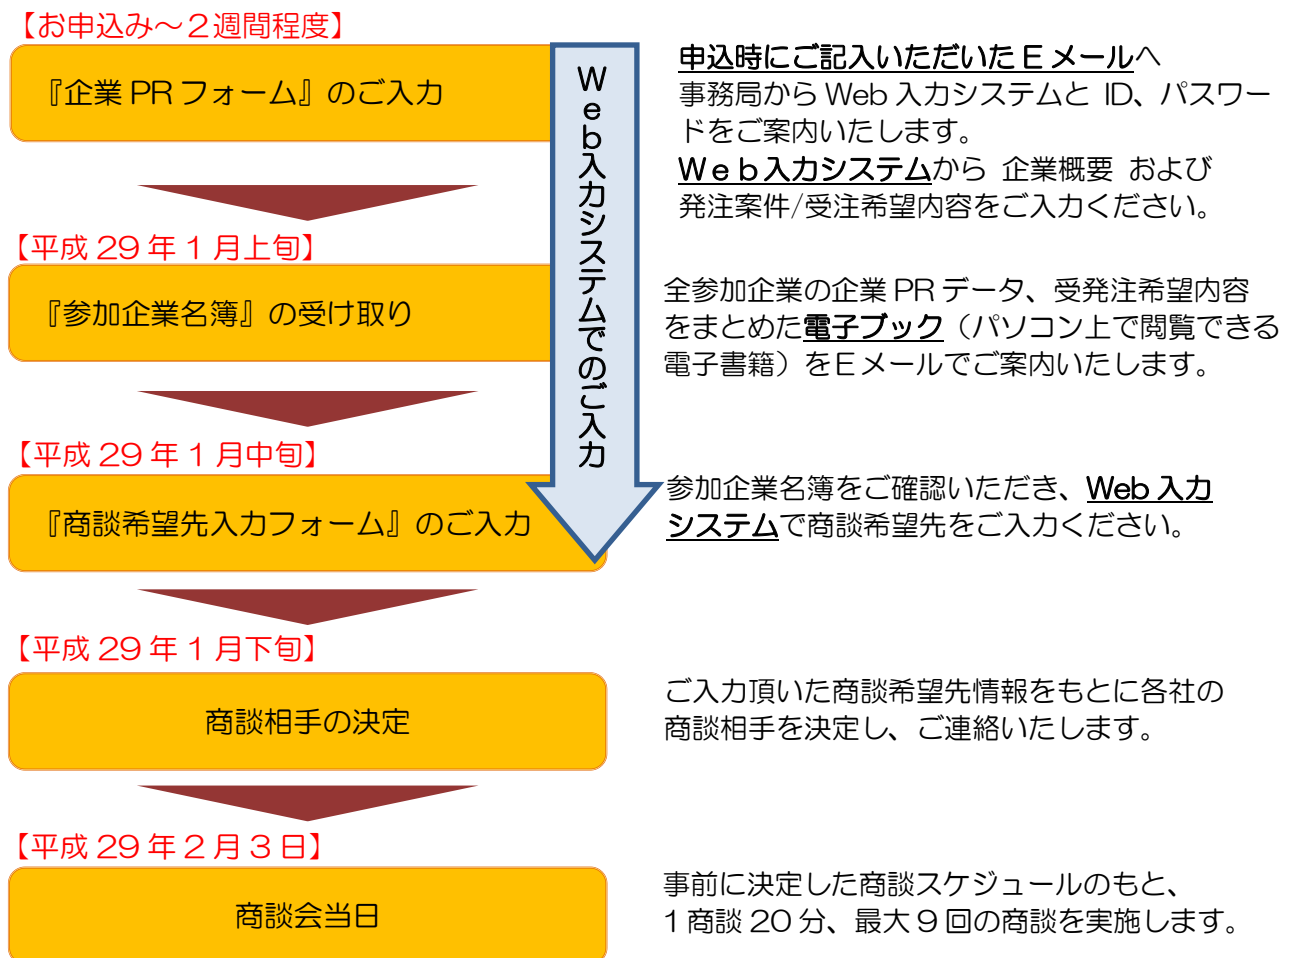 【お申込み～２週間程度】
『企業 PR フォーム』のご入力
申込時にご記入いただいた E メールへ
事務局から Web 入力システムと ID、パスワー
ドをご案内いたします。
Ｗｅｂ入力システムから 企業概要 および
発注案件/受注希望内容をご入力ください。
Ｗｅｂ入力システムでのご入力
【平成 29 年 1 月上旬】
『参加企業名簿』の受け取り
全参加企業の企業 PR データ、受発注希望内容
をまとめた電子ブック（パソコン上で閲覧できる
電子書籍）をＥメールでご案内いたします。
【平成 29 年 1 月中旬】
『商談希望先入力フォーム』のご入力
参加企業名簿をご確認いただき、Web 入力
システムで商談希望先をご入力ください。
【平成 29 年 1 月下旬】
商談相手の決定
ご入力頂いた商談希望先情報をもとに各社の
商談相手を決定し、ご連絡いたします。
【平成 29 年２月３日】
商談会当日
事前に決定した商談スケジュールのもと、
１商談 20 分、最大９回の商談を実施します。